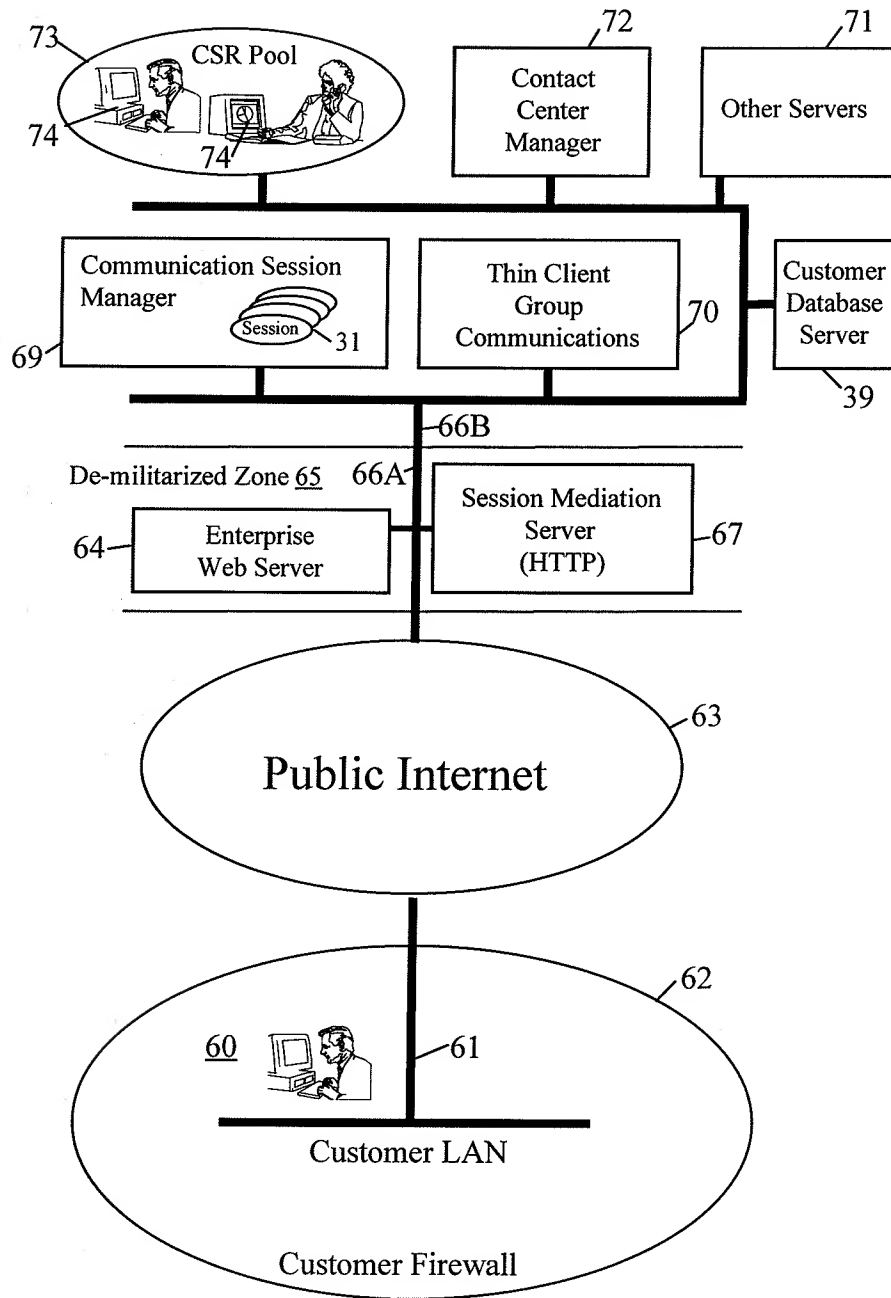 73
CSR Pool
74
74
72
Contact
Center
Manager
71
Other Servers
Communication Session
Manager
Session
31
69
Thin Client
Group
Communications
70
Customer
Database
Server
39
66B
De-militarized Zone 65
66A
64
Enterprise
Web Server
Session Mediation
Server
(HTTP)
67
63
Public Internet
62
60
61
Customer LAN
Customer Firewall